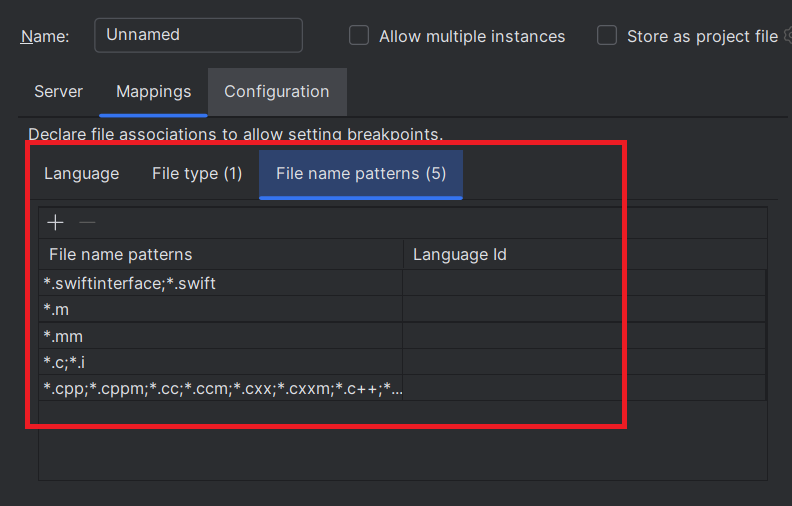 Name: Unnamed Allow multiple instances Store as project file
Server Mappings Configuration
Declare file associations to allow setting breakpoints.
Language File type (1) File name patterns (5)
File name patterns Language Id
*.swiftinterface;*.swift
*.m
*.mm
*.c;*.i
*.cpp;*.cppm;*.cc;*.ccm;*.cxx;*.cxxm;*.c++;*...